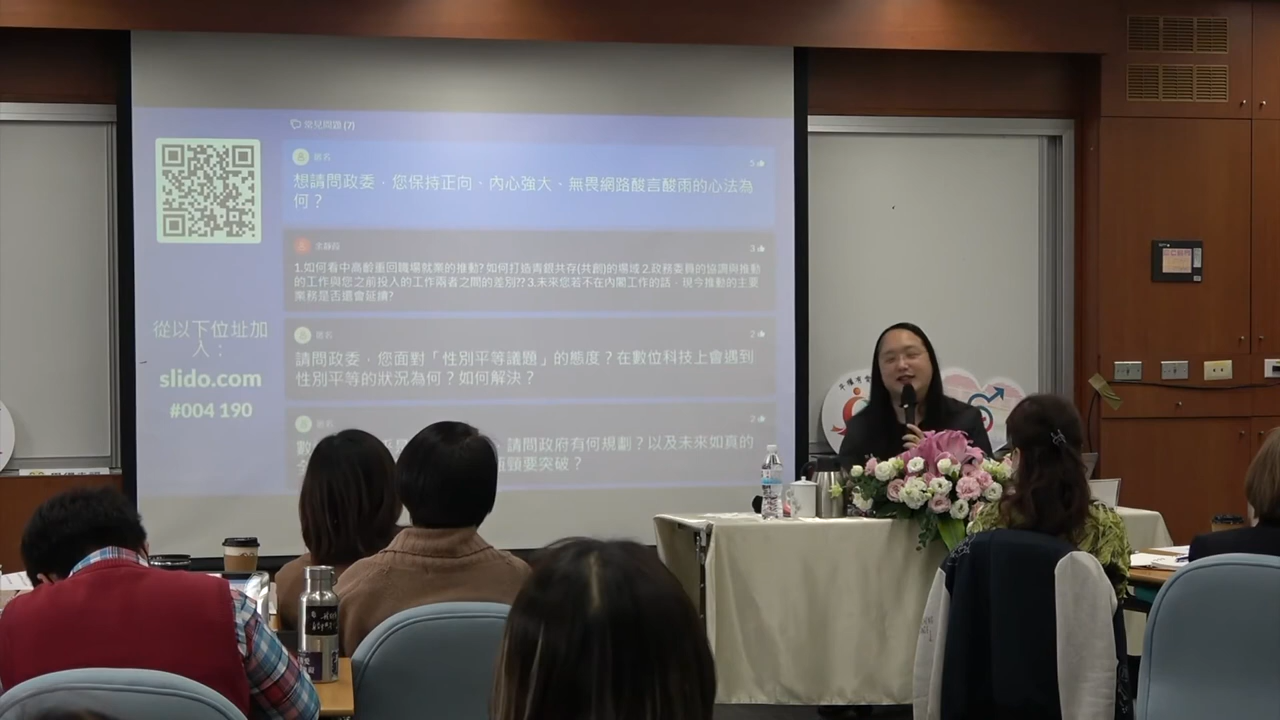 常見問題 (7)
匿名
5
想請問政委，您保持正向、內心強大、無畏網路酸言酸雨的心法為
何？
3
1.如何看中高齡重回職場就業的推動?如何打造青銀共存(共創)的場域 2.政務委員的協調與推動
的工作與您之前投入的工作兩者之間的差別?? 3.未來您若不在內閣工作的話，現今推動的主要
業務是否還會延續?
匿名
2
請問政委，您面對「性別平等議題」的態度？在數位科技上會遇到
性別平等的狀況為何？如何解決？
匿名
2
請問政府有何規劃？以及未來如真的
頸要突破？
從以下位址加
入：
slido.com
#004 190